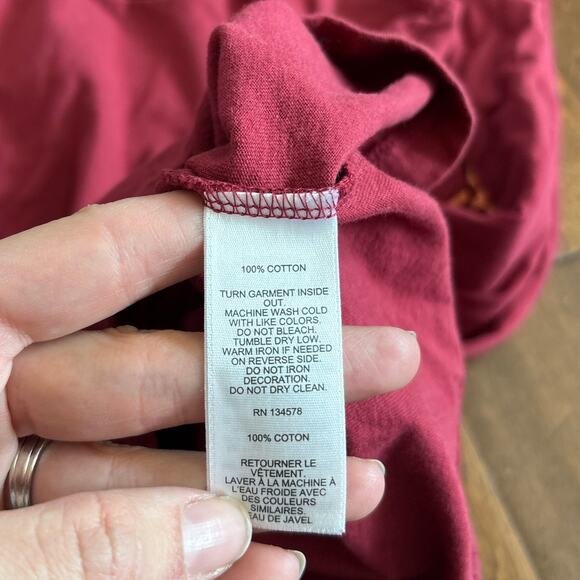 100% COTTON
TURN GARMENT INSIDE
OUT.
MACHINE WASH COLD
WITH LIKE COLORS.
DO NOT BLEACH.
TUMBLE DRY LOW.
WARM IRON IF NEEDED
ON REVERSE SIDE.
DO NOT IRON
DECORATION.
DO NOT DRY CLEAN.
RN 134578
100% COTTON
RETOURNER LE
VÊTEMENT.
LAVER À LA MACHINE À
L'EAU FROIDE AVEC
DES COULEURS
SIMILAIRES.
EAU DE JAVEL